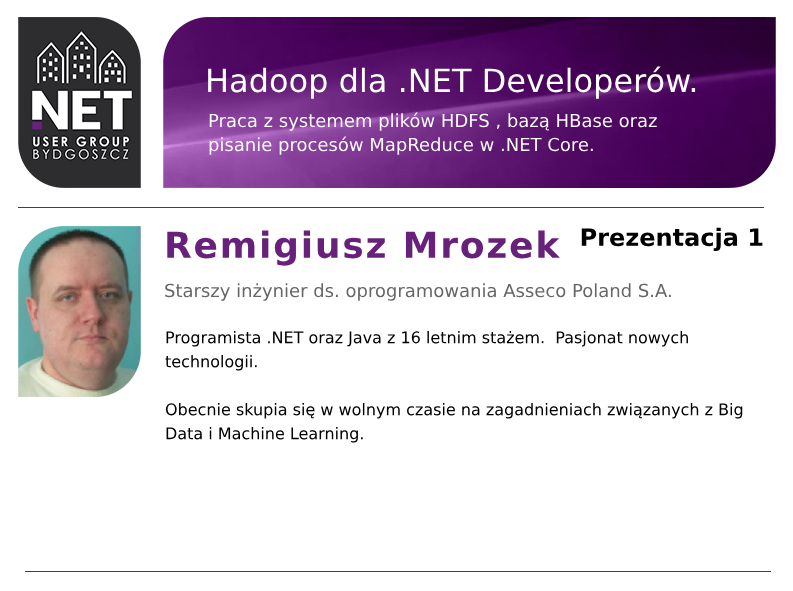 NET
USER GROUP
BYDGOSZCZ
Hadoop dla .NET Developerów.
Praca z systemem plików HDFS , bazą HBase oraz
pisanie procesów MapReduce w .NET Core.
Remigiusz Mrozek
Prezentacja 1
Starszy inżynier ds. oprogramowania Asseco Poland S.A.
Programista .NET oraz Java z 16 letnim stażem.  Pasjonat nowych
technologii.
Obecnie skupia się w wolnym czasie na zagadnieniach związanych z Big
Data i Machine Learning.